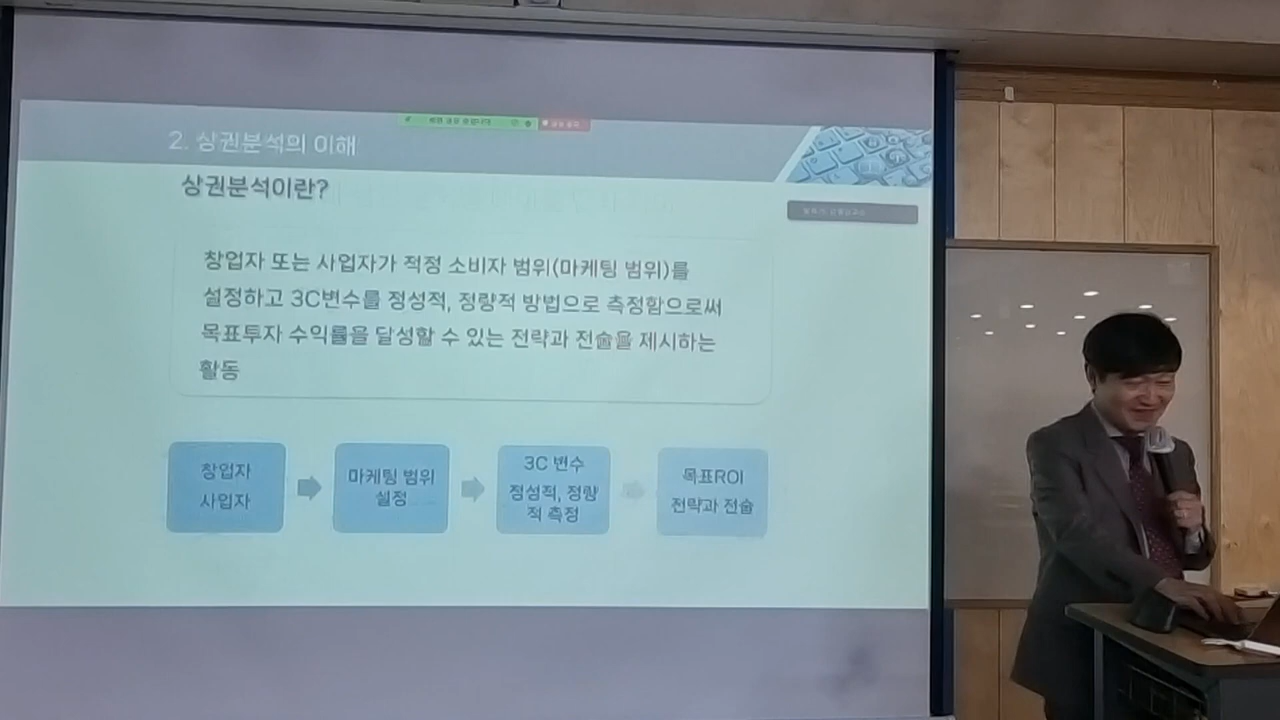 2. 상권분석의 이해
상권분석이란?
창업자 또는 사업자가 적정 소비자 범위(마케팅 범위)를
설정하고 3C변수를 정성적, 정량적 방법으로 측정함으로써
목표투자 수익률을 달성할 수 있는 전략과 전술을 제시하는
활동
창업자
사업자
마케팅 범위
설정
3C 변수
정성적, 정량
적 측정
목표ROI
전략과 전술